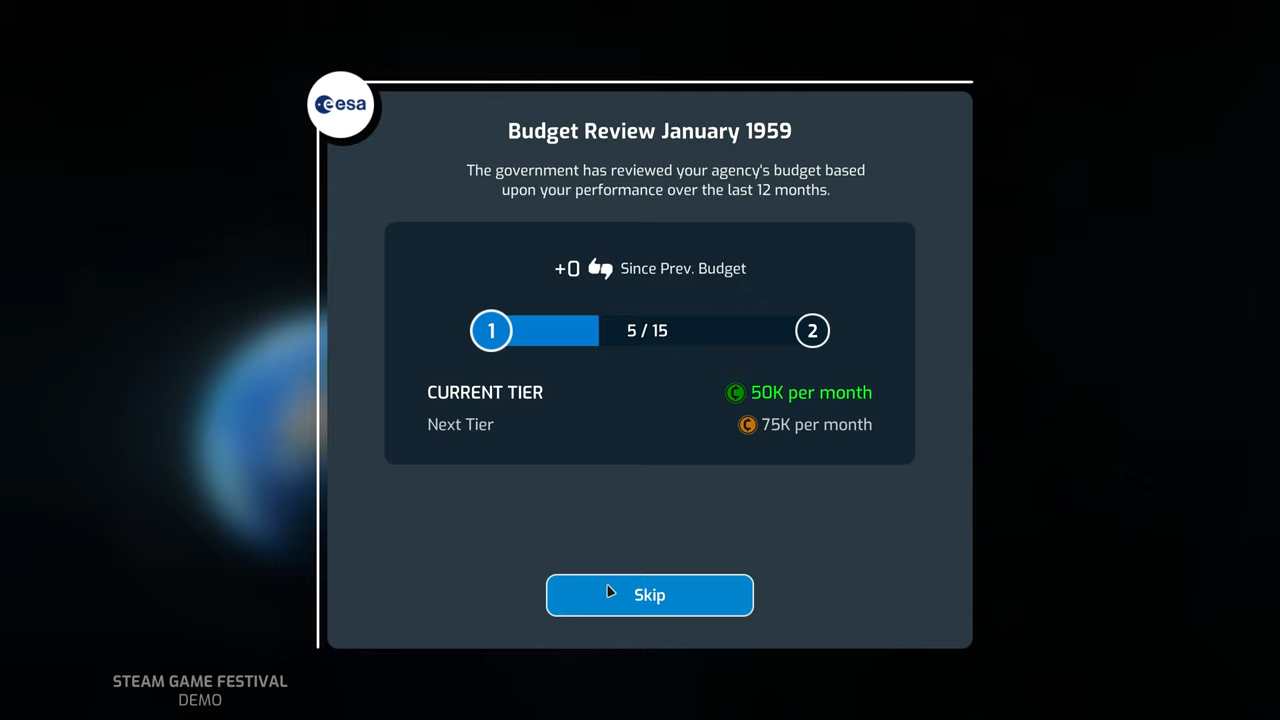 esa
Budget Review January 1959
The government has reviewed your agency's budget based
upon your performance over the last 12 months.
+0 Since Prev. Budget
1 5 / 15 2
CURRENT TIER 50K per month
Next Tier 75K per month
Skip
STEAM GAME FESTIVAL
DEMO